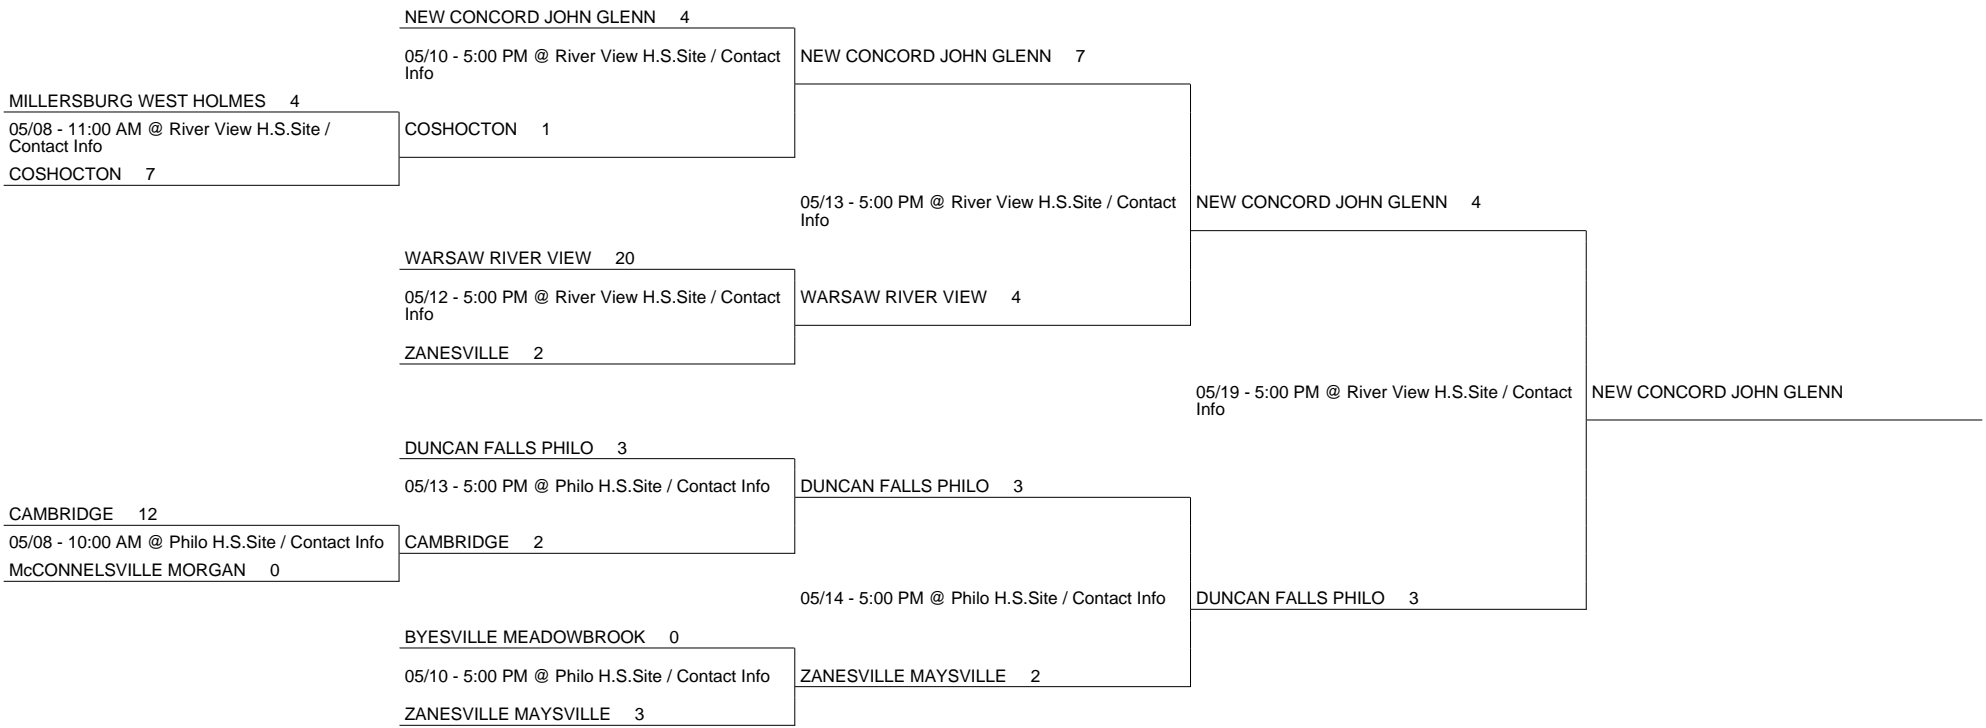 NEW CONCORD JOHN GLENN 4
05/10 - 5:00 PM @ River View H.S.Site / Contact
Info
NEW CONCORD JOHN GLENN 7
MILLERSBURG WEST HOLMES 4
05/08 - 11:00 AM @ River View H.S.Site /
Contact Info
COSHOCTON 1
COSHOCTON 7
05/13 - 5:00 PM @ River View H.S.Site / Contact
Info
NEW CONCORD JOHN GLENN 4
WARSAW RIVER VIEW 20
05/12 - 5:00 PM @ River View H.S.Site / Contact
Info
WARSAW RIVER VIEW 4
ZANESVILLE 2
05/19 - 5:00 PM @ River View H.S.Site / Contact
Info
NEW CONCORD JOHN GLENN
DUNCAN FALLS PHILO 3
05/13 - 5:00 PM @ Philo H.S.Site / Contact Info
DUNCAN FALLS PHILO 3
CAMBRIDGE 12
05/08 - 10:00 AM @ Philo H.S.Site / Contact Info
CAMBRIDGE 2
McCONNELSVILLE MORGAN 0
05/14 - 5:00 PM @ Philo H.S.Site / Contact Info
DUNCAN FALLS PHILO 3
BYESVILLE MEADOWBROOK 0
05/10 - 5:00 PM @ Philo H.S.Site / Contact Info
ZANESVILLE MAYSVILLE 2
ZANESVILLE MAYSVILLE 3